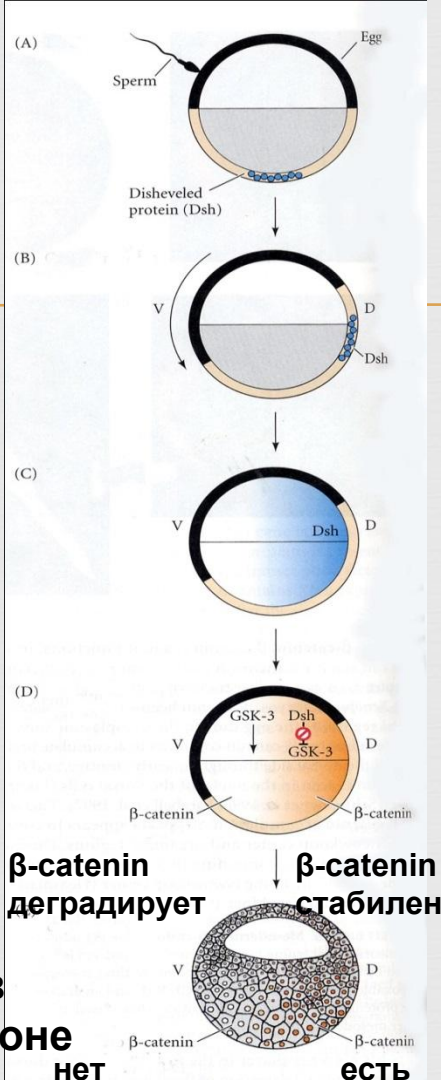 (A)
Egg
Sperm
Disheveled
protein (Dsh)
(B)
V
D
Dsh
(C)
V
Dsh
D
(D)
GSK-3 Dsh
V
GSK-3
D
β-catenin
β-catenin
β-catenin
деградирует
β-catenin
стабилен
V
D
β-catenin
β-catenin
нет
есть